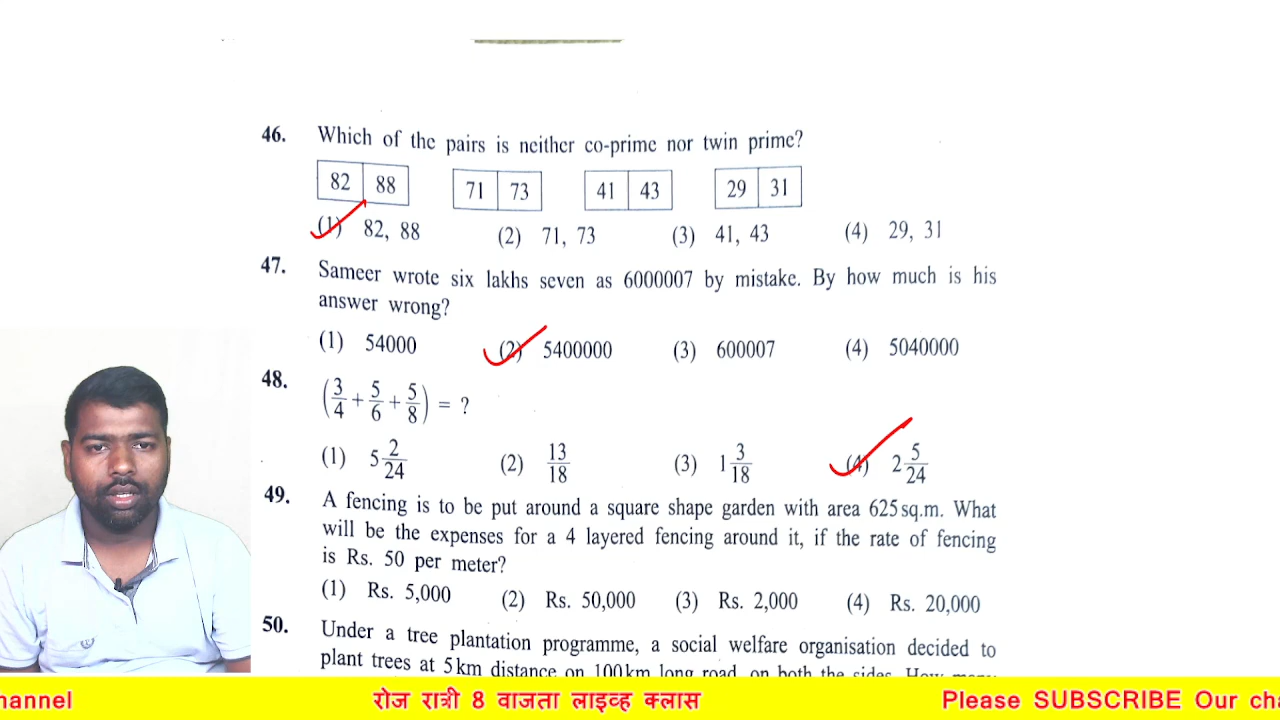 46. Which of the pairs is neither co-prime nor twin prime?
82 88 71 73 41 43 29 31
(1) 82, 88 (2) 71, 73 (3) 41, 43 (4) 29, 31
47. Sameer wrote six lakhs seven as 6000007 by mistake. By how much is his
answer wrong?
(1) 54000 (2) 5400000 (3) 600007 (4) 5040000
48. (3/4 + 5/6 + 5/8) = ?
(1) 5 2/24 (2) 13/18 (3) 1 3/18 (4) 2 5/24
49. A fencing is to be put around a square shape garden with area 625 sq.m. What
will be the expenses for a 4 layered fencing around it, if the rate of fencing
is Rs. 50 per meter?
(1) Rs. 5,000 (2) Rs. 50,000 (3) Rs. 2,000 (4) Rs. 20,000
50. Under a tree plantation programme, a social welfare organisation decided to
plant trees at 5 km distance on 100 km long road, on both the sides. How many
hannel रोज रात्री 8 वाजता लाइव्ह क्लास Please SUBSCRIBE Our cha